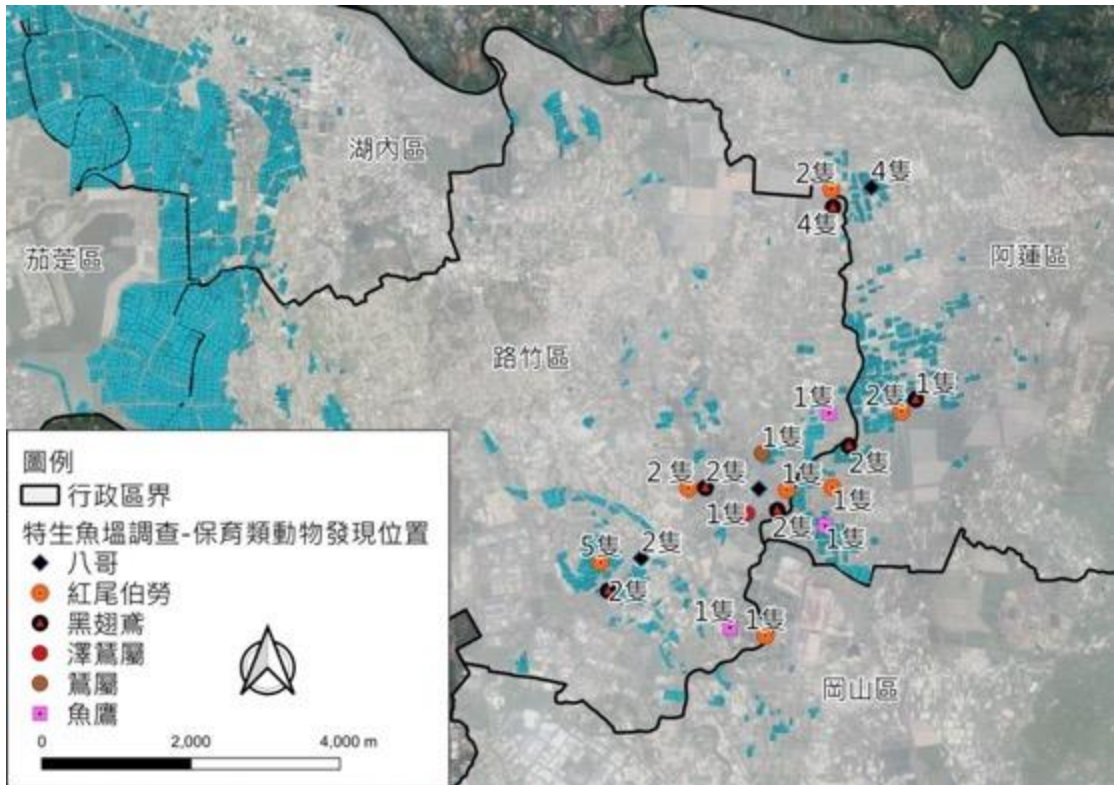 湖內區
2隻
4隻
4隻
茄萣區
阿蓮區
路竹區
1隻
2隻
1隻
1隻
2隻
2隻
2隻
1隻
1隻
1隻
2隻
1隻
5隻
2隻
2隻
1隻
1隻
岡山區
圖例
行政區界
特生魚塭調查-保育類動物發現位置
八哥
紅尾伯勞
黑翅鳶
澤鵟屬
鵟屬
魚鷹
0 2,000 4,000 m